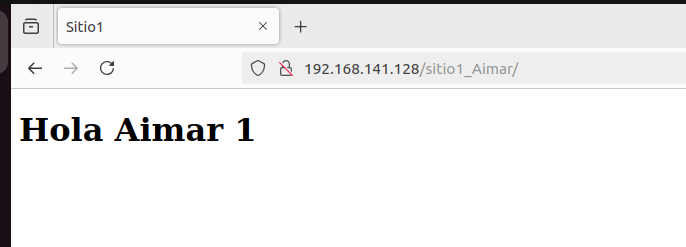 Sitio1
192.168.141.128/sitio1_Aimar/
Hola Aimar 1